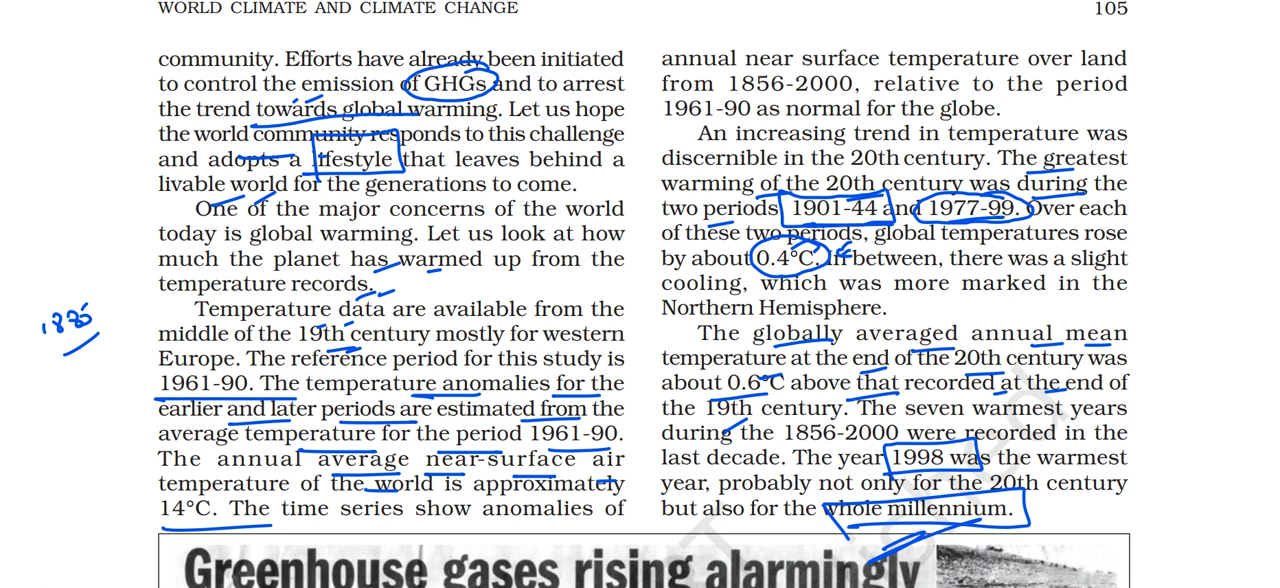 WORLD CLIMATE AND CLIMATE CHANGE
105
community. Efforts have already been initiated
to control the emission of GHGs and to arrest
the trend towards global warming. Let us hope
the world community responds to this challenge
and adopts a lifestyle that leaves behind a
livable world for the generations to come.
One of the major concerns of the world
today is global warming. Let us look at how
much the planet has warmed up from the
temperature records.
Temperature data are available from the
middle of the 19th century mostly for western
Europe. The reference period for this study is
1961-90. The temperature anomalies for the
earlier and later periods are estimated from the
average temperature for the period 1961-90.
The annual average near-surface air
temperature of the world is approximately
14°C. The time series show anomalies of
annual near surface temperature over land
from 1856-2000, relative to the period
1961-90 as normal for the globe.
An increasing trend in temperature was
discernible in the 20th century. The greatest
warming of the 20th century was during the
two periods 1901-44 and 1977-99. Over each
of these two periods, global temperatures rose
by about 0.4°C. In between, there was a slight
cooling, which was more marked in the
Northern Hemisphere.
The globally averaged annual mean
temperature at the end of the 20th century was
about 0.6°C above that recorded at the end of
the 19th century. The seven warmest years
during the 1856-2000 were recorded in the
last decade. The year 1998 was the warmest
year, probably not only for the 20th century
but also for the whole millennium.
Greenhouse gases rising alarmingly